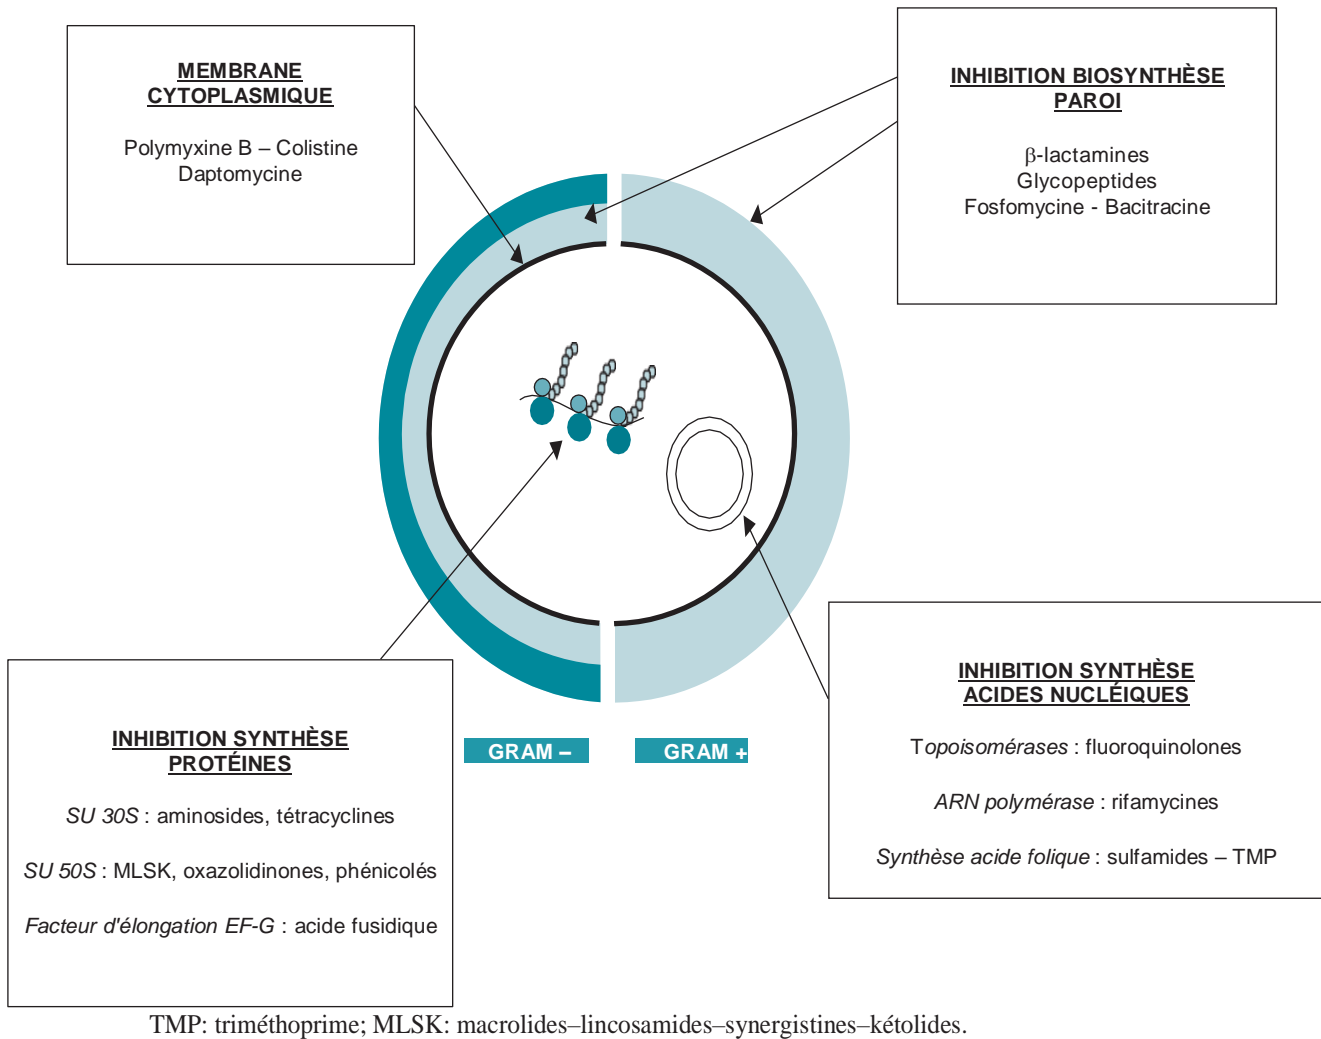 MEMBRANE
CYTOPLASMIQUE
Polymyxine B – Colistine
Daptomycine
INHIBITION BIOSYNTHÈSE
PAROI
β-lactamines
Glycopeptides
Fosfomycine - Bacitracine
INHIBITION SYNTHÈSE
PROTÉINES
SU 30S : aminosides, tétracyclines
SU 50S : MLSK, oxazolidinones, phénicolés
Facteur d'élongation EF-G : acide fusidique
GRAM –
GRAM +
INHIBITION SYNTHÈSE
ACIDES NUCLÉIQUES
Topoisomérases : fluoroquinolones
ARN polymérase : rifamycines
Synthèse acide folique : sulfamides – TMP
TMP: triméthoprime; MLSK: macrolides–lincosamides–synergistines–kétolides.